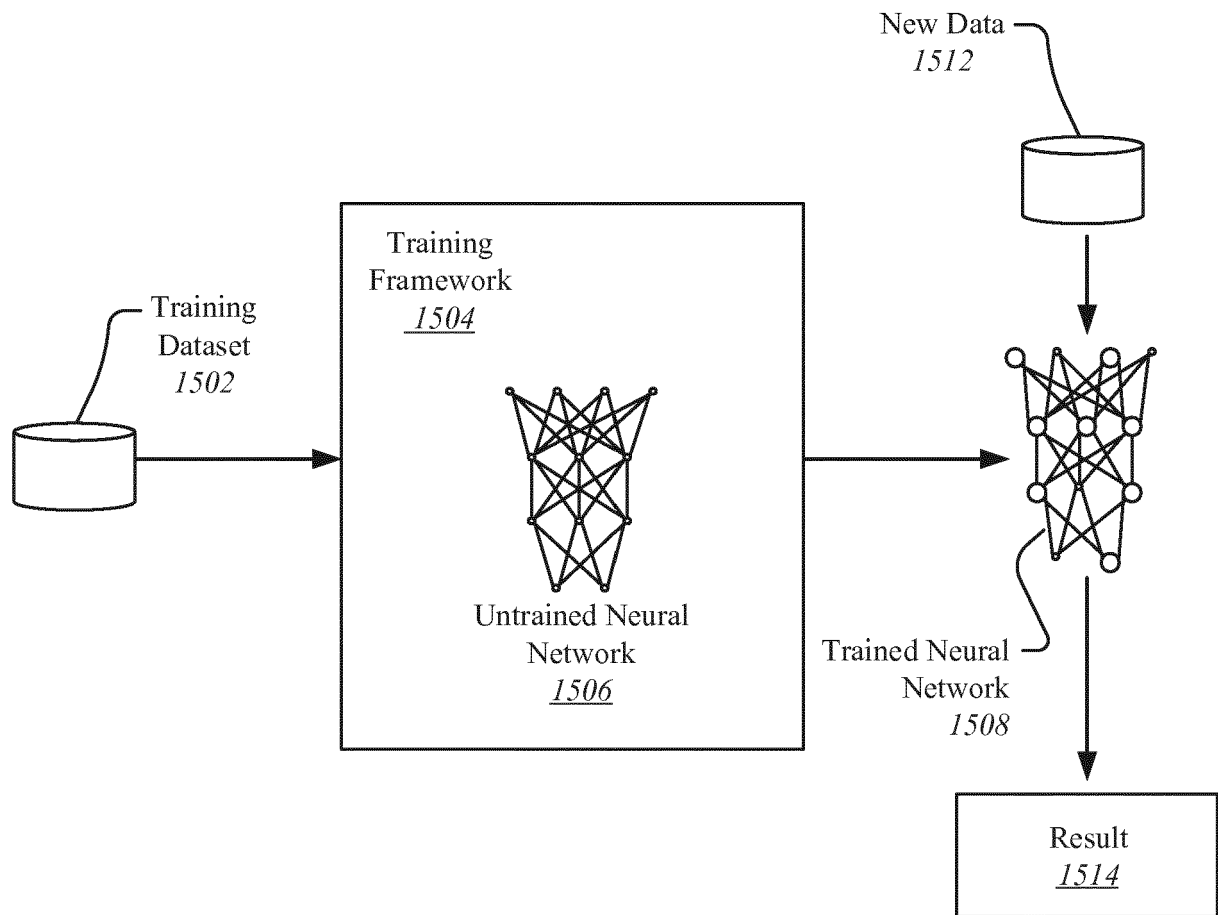 New Data
1512
Training
Framework
1504
Training
Dataset
1502
Untrained Neural
Network
1506
Trained Neural
Network
1508
Result
1514